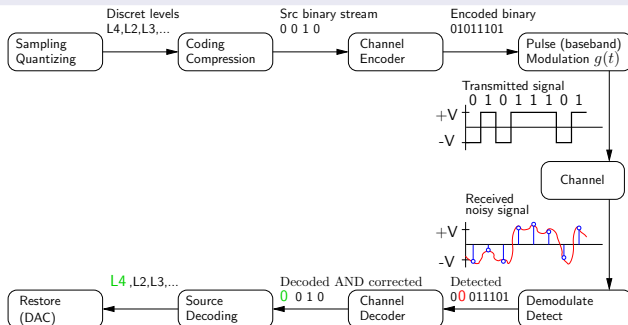 Discret levels
L4,L2,L3,...
Src binary stream
0 0 1 0
Encoded binary
01011101
Sampling
Quantizing
Coding
Compression
Channel
Encoder
Pulse (baseband)
Modulation g(t)
Transmitted signal
0 1 0 1 1 1 0 1
+V
-V
Channel
Received
noisy signal
+V
-V
L4,L2,L3,...
Decoded AND corrected
0 0 1 0
Detected
00011101
Restore
(DAC)
Source
Decoding
Channel
Decoder
Demodulate
Detect